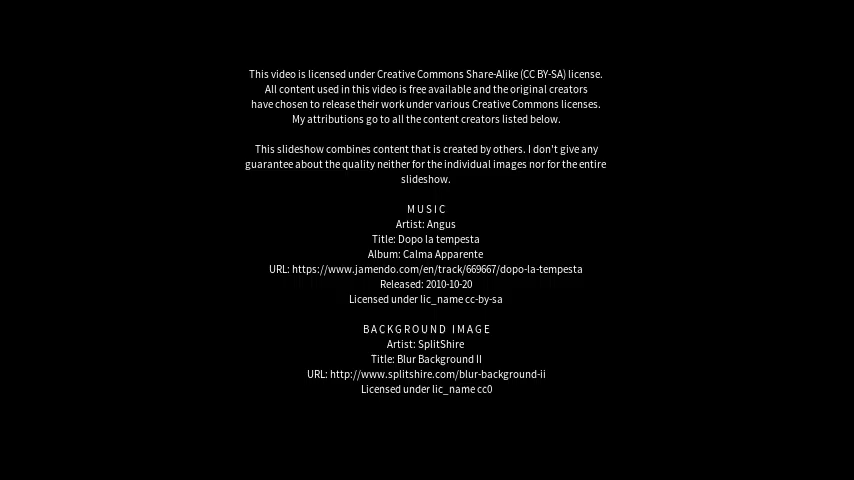 This video is licensed under Creative Commons Share-Alike (CC BY-SA) license.
All content used in this video is free available and the original creators
have chosen to release their work under various Creative Commons licenses.
My attributions go to all the content creators listed below.
This slideshow combines content that is created by others. I don't give any
guarantee about the quality neither for the individual images nor for the entire
slideshow.
MUSIC
Artist: Angus
Title: Dopo la tempesta
Album: Calma Apparente
URL: https://www.jamendo.com/en/track/669667/dopo-la-tempesta
Released: 2010-10-20
Licensed under lic_name cc-by-sa
BACKGROUND IMAGE
Artist: SplitShire
Title: Blur Background II
URL: http://www.splitshire.com/blur-background-ii
Licensed under lic_name cc0